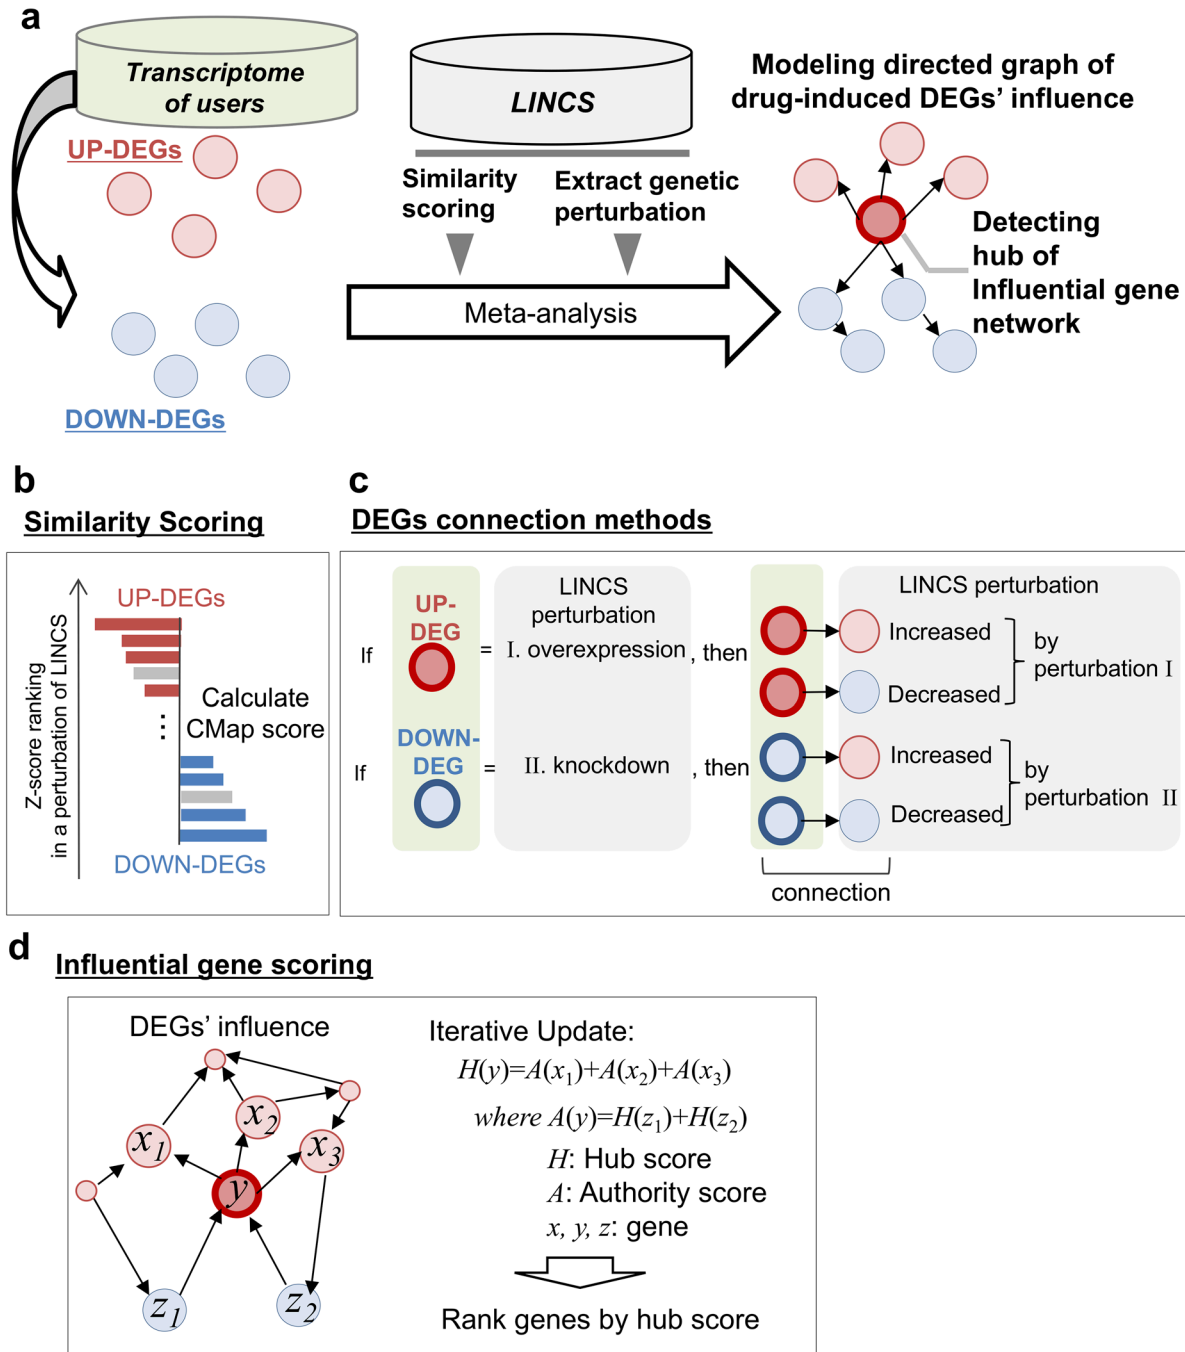 a
Transcriptome
of users
UP-DEGs
DOWN-DEGs
LINCS
Similarity
scoring
Extract genetic
perturbation
Meta-analysis
Modeling directed graph of
drug-induced DEGs' influence
Detecting
hub of
Influential gene
network
b
Similarity Scoring
Z-score ranking
in a perturbation of LINCS
UP-DEGs
⋮
Calculate
CMap score
DOWN-DEGs
c
DEGs connection methods
If
UP-
DEG
=
LINCS
perturbation
I. overexpression
, then
LINCS perturbation
Increased
Decreased
by
perturbation I
If
DOWN-
DEG
=
II. knockdown
, then
Increased
Decreased
by
perturbation II
connection
d
Influential gene scoring
DEGs' influence
x1
x2
x3
y
z1
z2
Iterative Update:
H(y)=A(x1)+A(x2)+A(x3)
where A(y)=H(z1)+H(z2)
H: Hub score
A: Authority score
x, y, z: gene
Rank genes by hub score